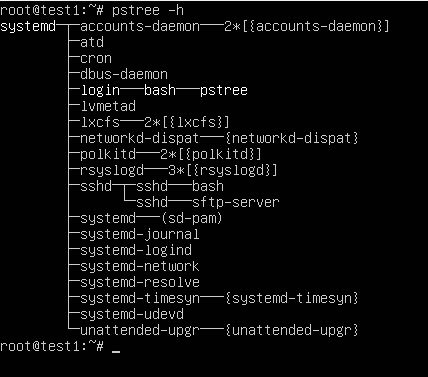 root@test1:~# pstree -h
systemd─┬─accounts-daemon───2*[{accounts-daemon}]
        ├─atd
        ├─cron
        ├─dbus-daemon
        ├─login───bash───pstree
        ├─lvmetad
        ├─lxcfs───2*[{lxcfs}]
        ├─networkd-dispat───{networkd-dispat}
        ├─polkitd───2*[{polkitd}]
        ├─rsyslogd───3*[{rsyslogd}]
        ├─sshd─┬─sshd───bash
        │      └─sshd───sftp-server
        ├─systemd───(sd-pam)
        ├─systemd-journal
        ├─systemd-logind
        ├─systemd-network
        ├─systemd-resolve
        ├─systemd-timesyn───{systemd-timesyn}
        ├─systemd-udevd
        └─unattended-upgr───{unattended-upgr}
root@test1:~# _